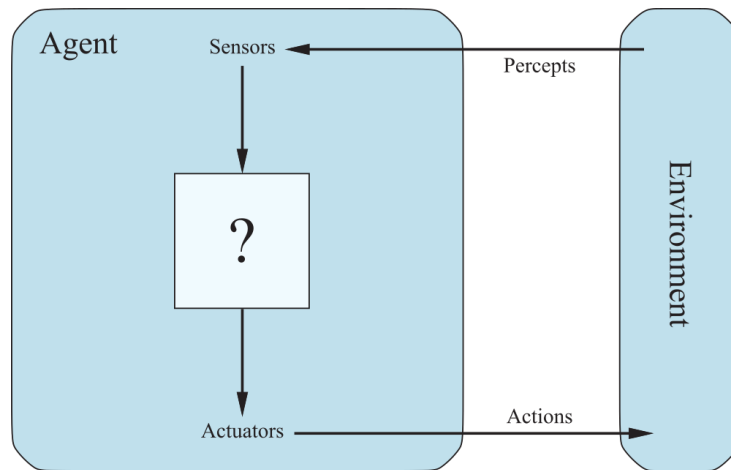 Agent
Sensors
Percepts
?
Environment
Actuators
Actions